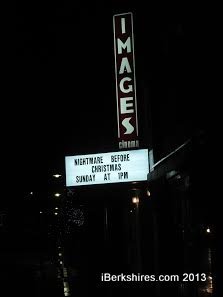 IMAGES
cinema
NIGHTMARE BEFORE
CHRISTMAS
SUNDAY AT 1PM
iBerkshires.com 2013